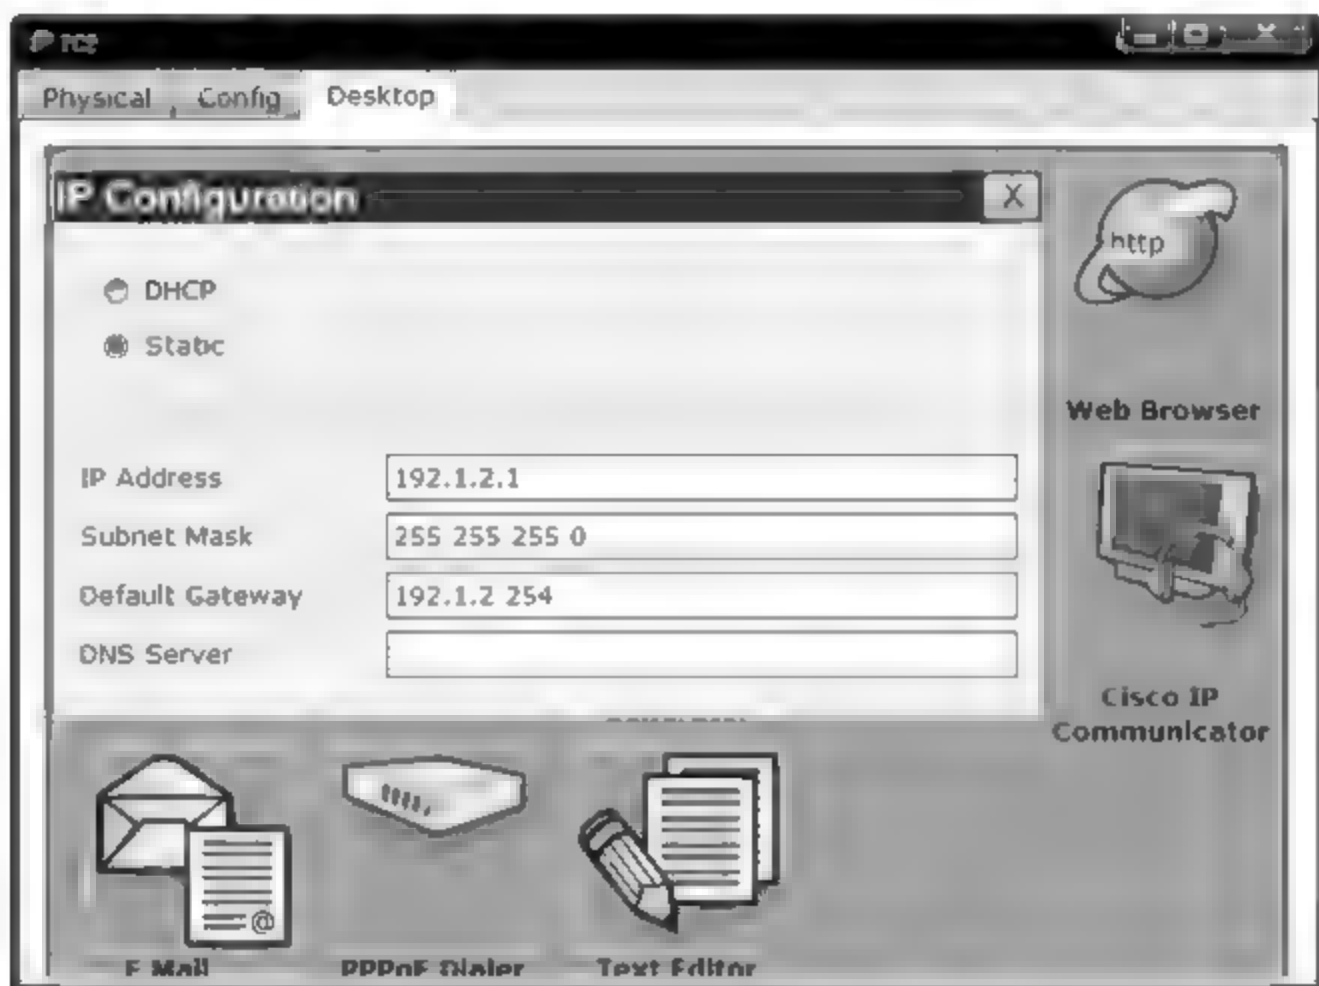 Physical Config Desktop
IP Configuration X
http
DHCP
Static
Web Browser
IP Address 192.1.2.1
Subnet Mask 255 255 255 0
Default Gateway 192.1.2 254
DNS Server
Cisco IP
Communicator
@
E Mail PPPoE Dialer Text Editor